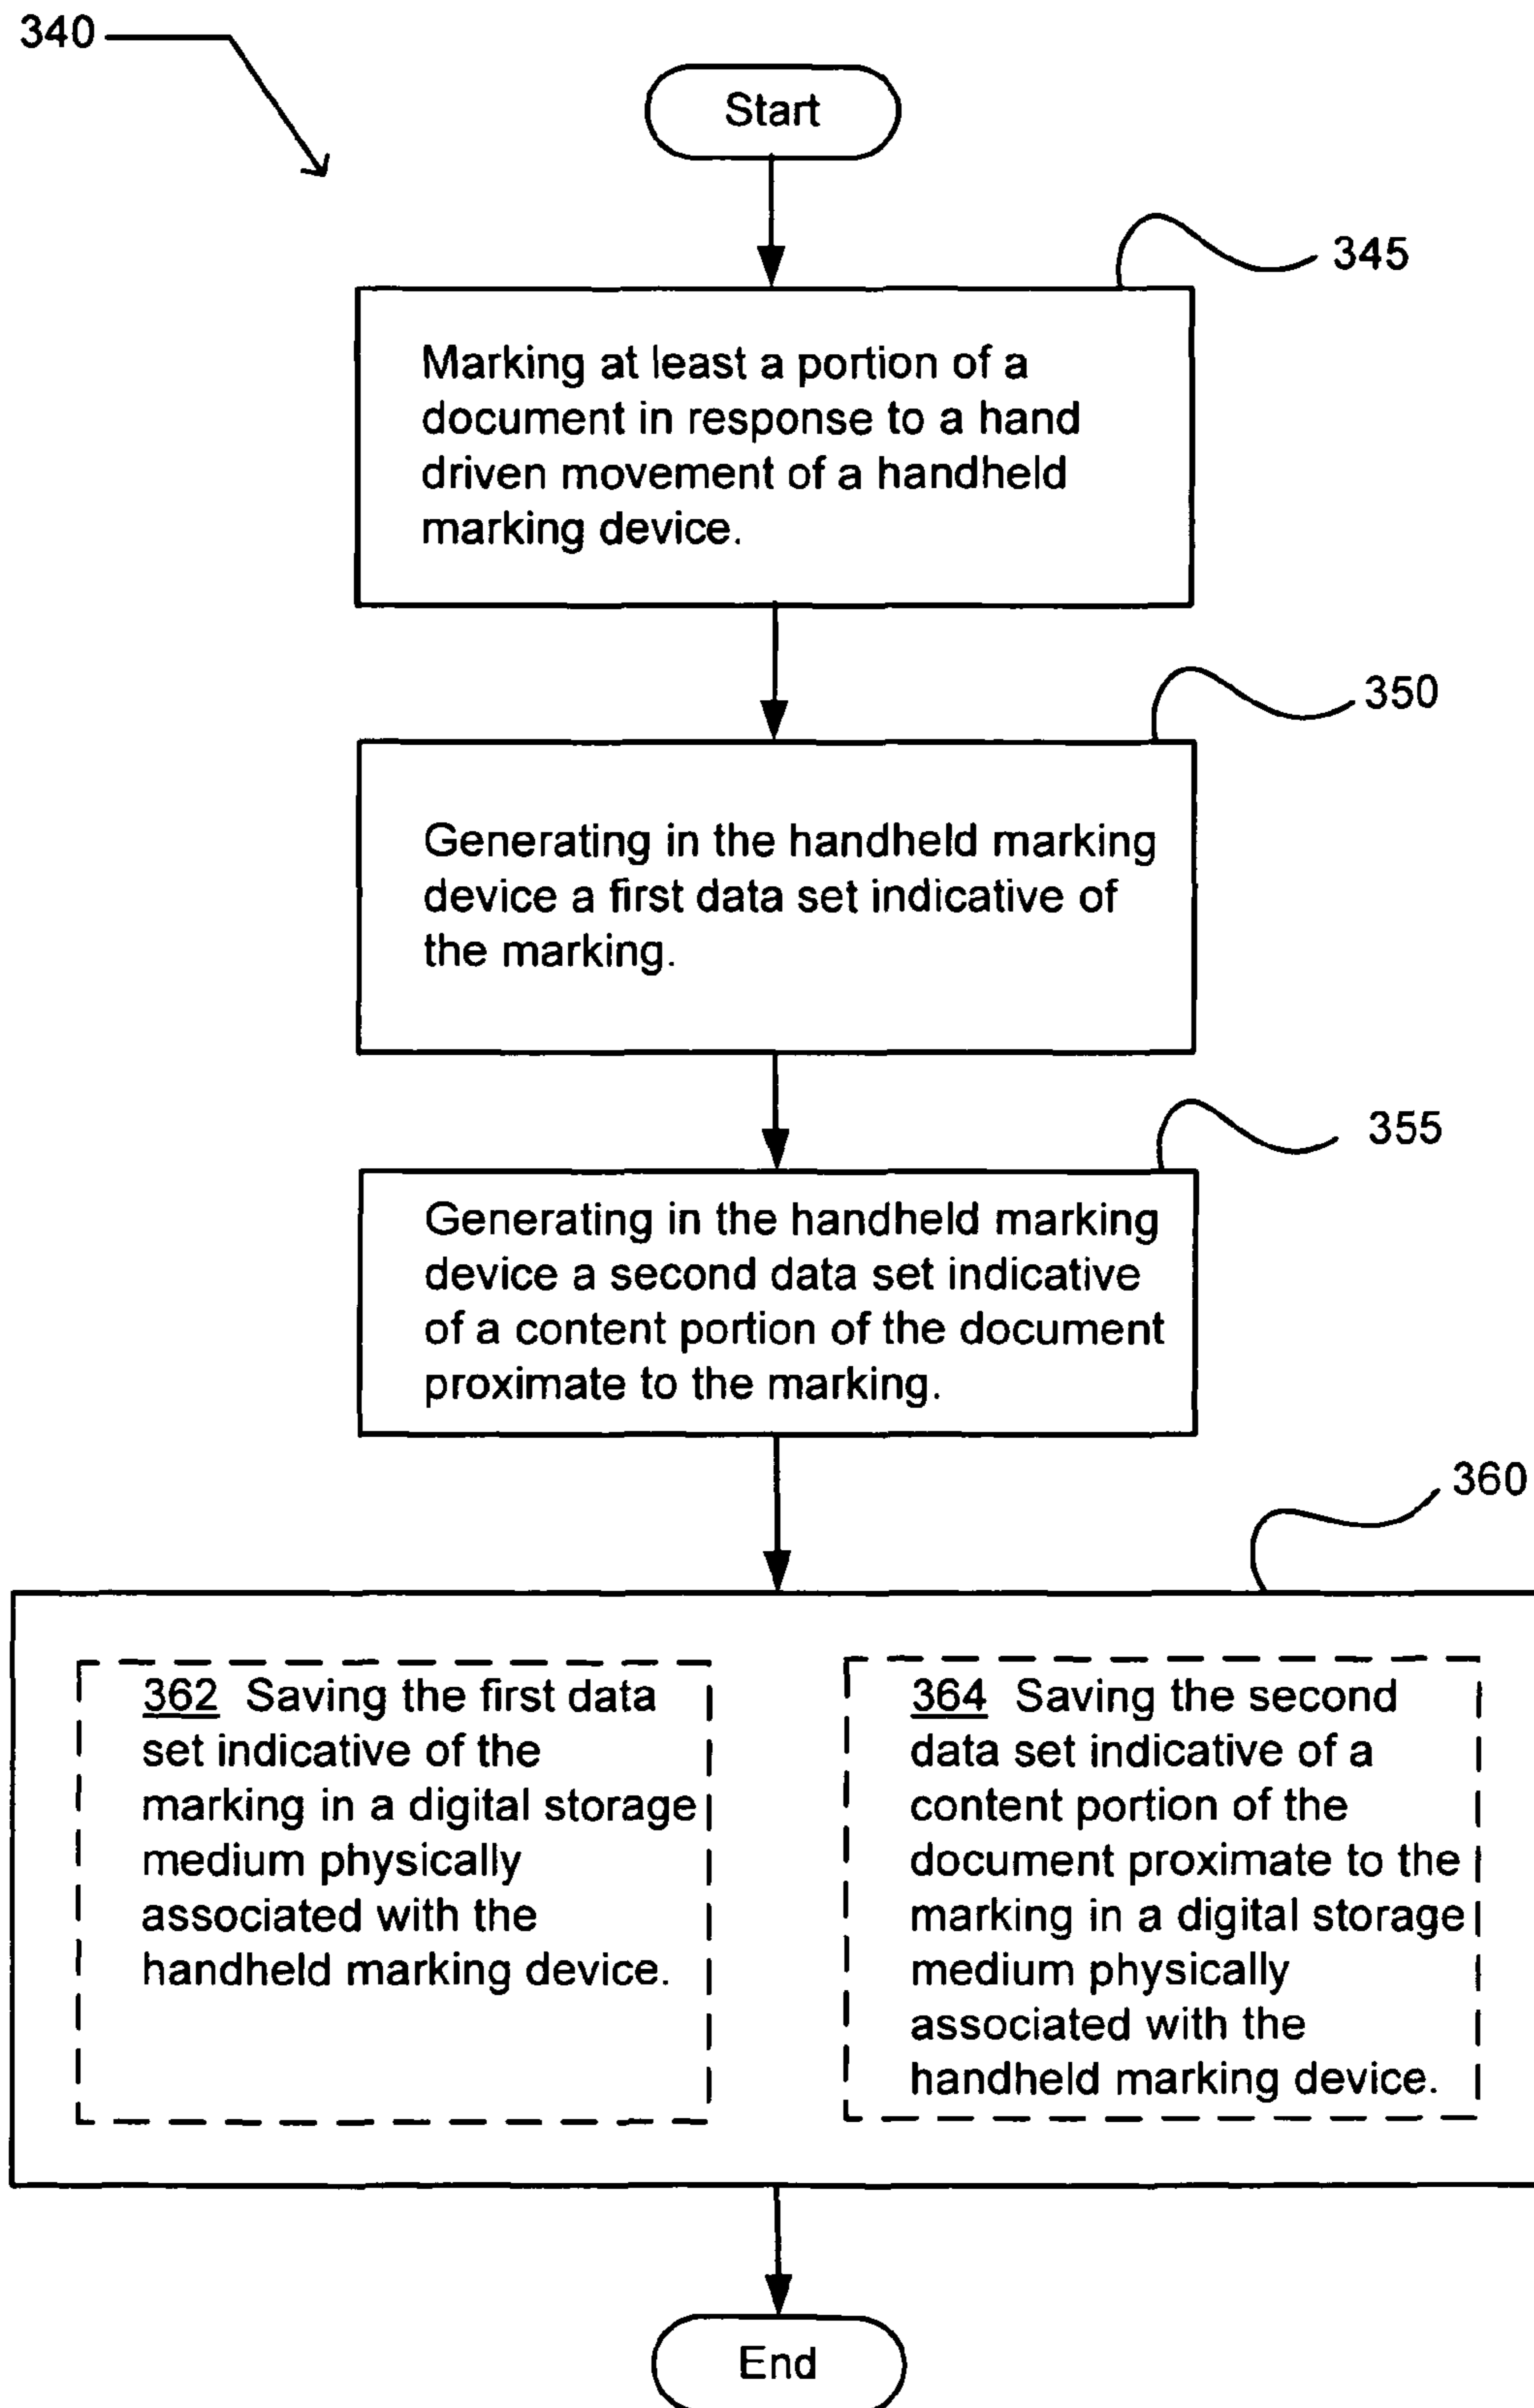 340
Start
345
Marking at least a portion of a
document in response to a hand
driven movement of a handheld
marking device.
350
Generating in the handheld marking
device a first data set indicative of
the marking.
355
Generating in the handheld marking
device a second data set indicative
of a content portion of the document
proximate to the marking.
360
362 Saving the first data
set indicative of the
marking in a digital storage
medium physically
associated with the
handheld marking device.
364 Saving the second
data set indicative of a
content portion of the
document proximate to the
marking in a digital storage
medium physically
associated with the
handheld marking device.
End